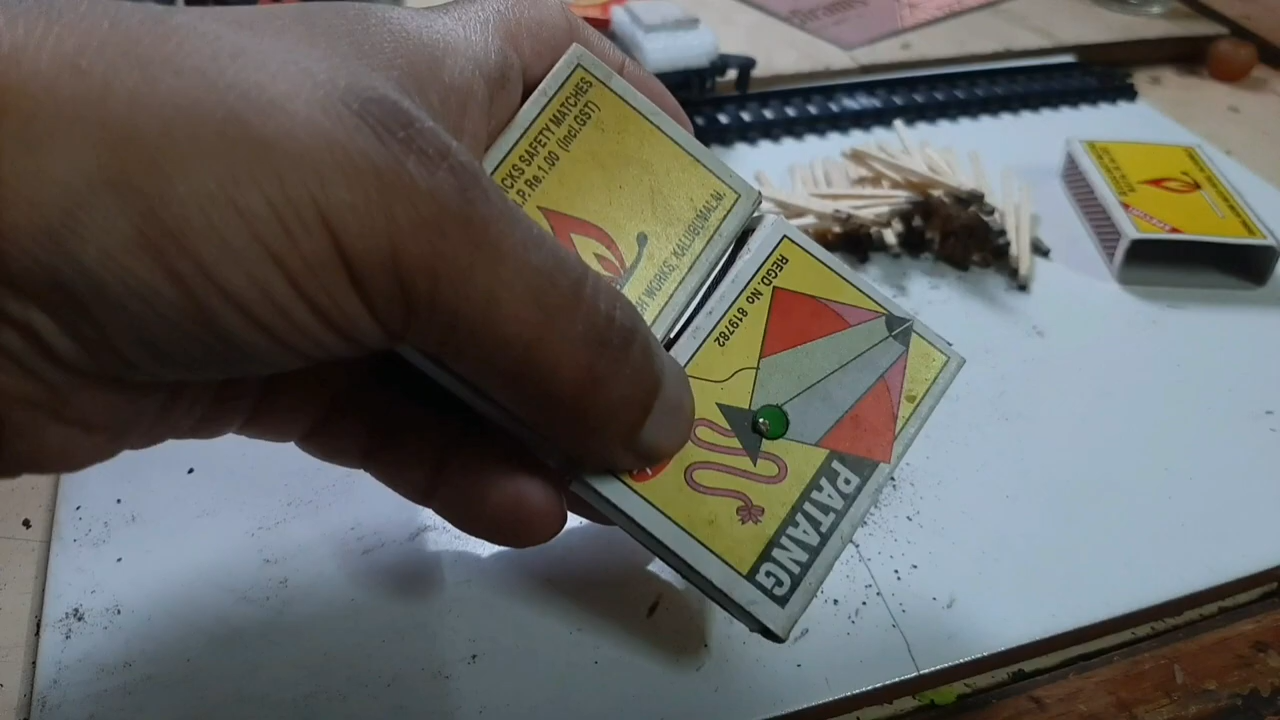 CKS SAFETY MATCHES
.P. Re.1.00 (Incl.GST)
H WORKS, KALUGUMALAI.
REGD. No 819782
PATANG